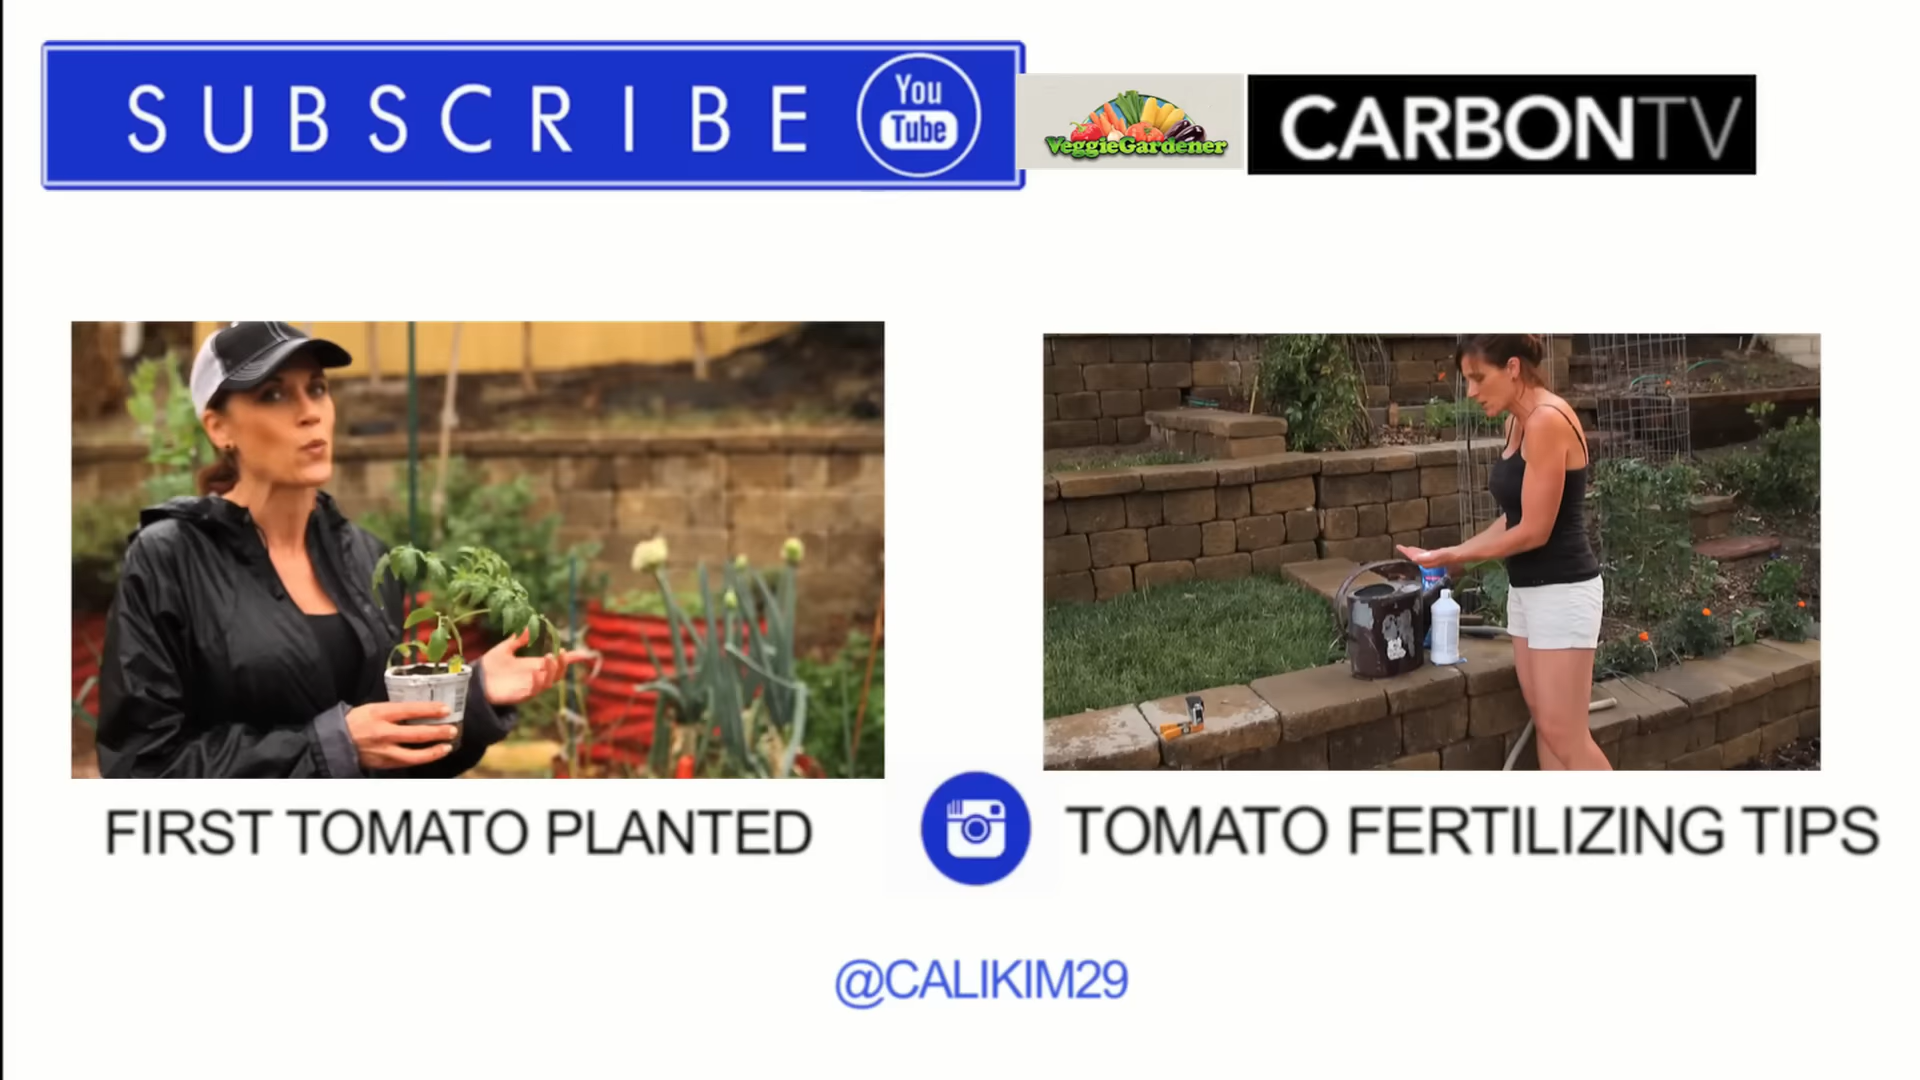 SUBSCRIBE
You
Tube
VeggieGardener
CARBONTV
FIRST TOMATO PLANTED
TOMATO FERTILIZING TIPS
@CALIKIM29